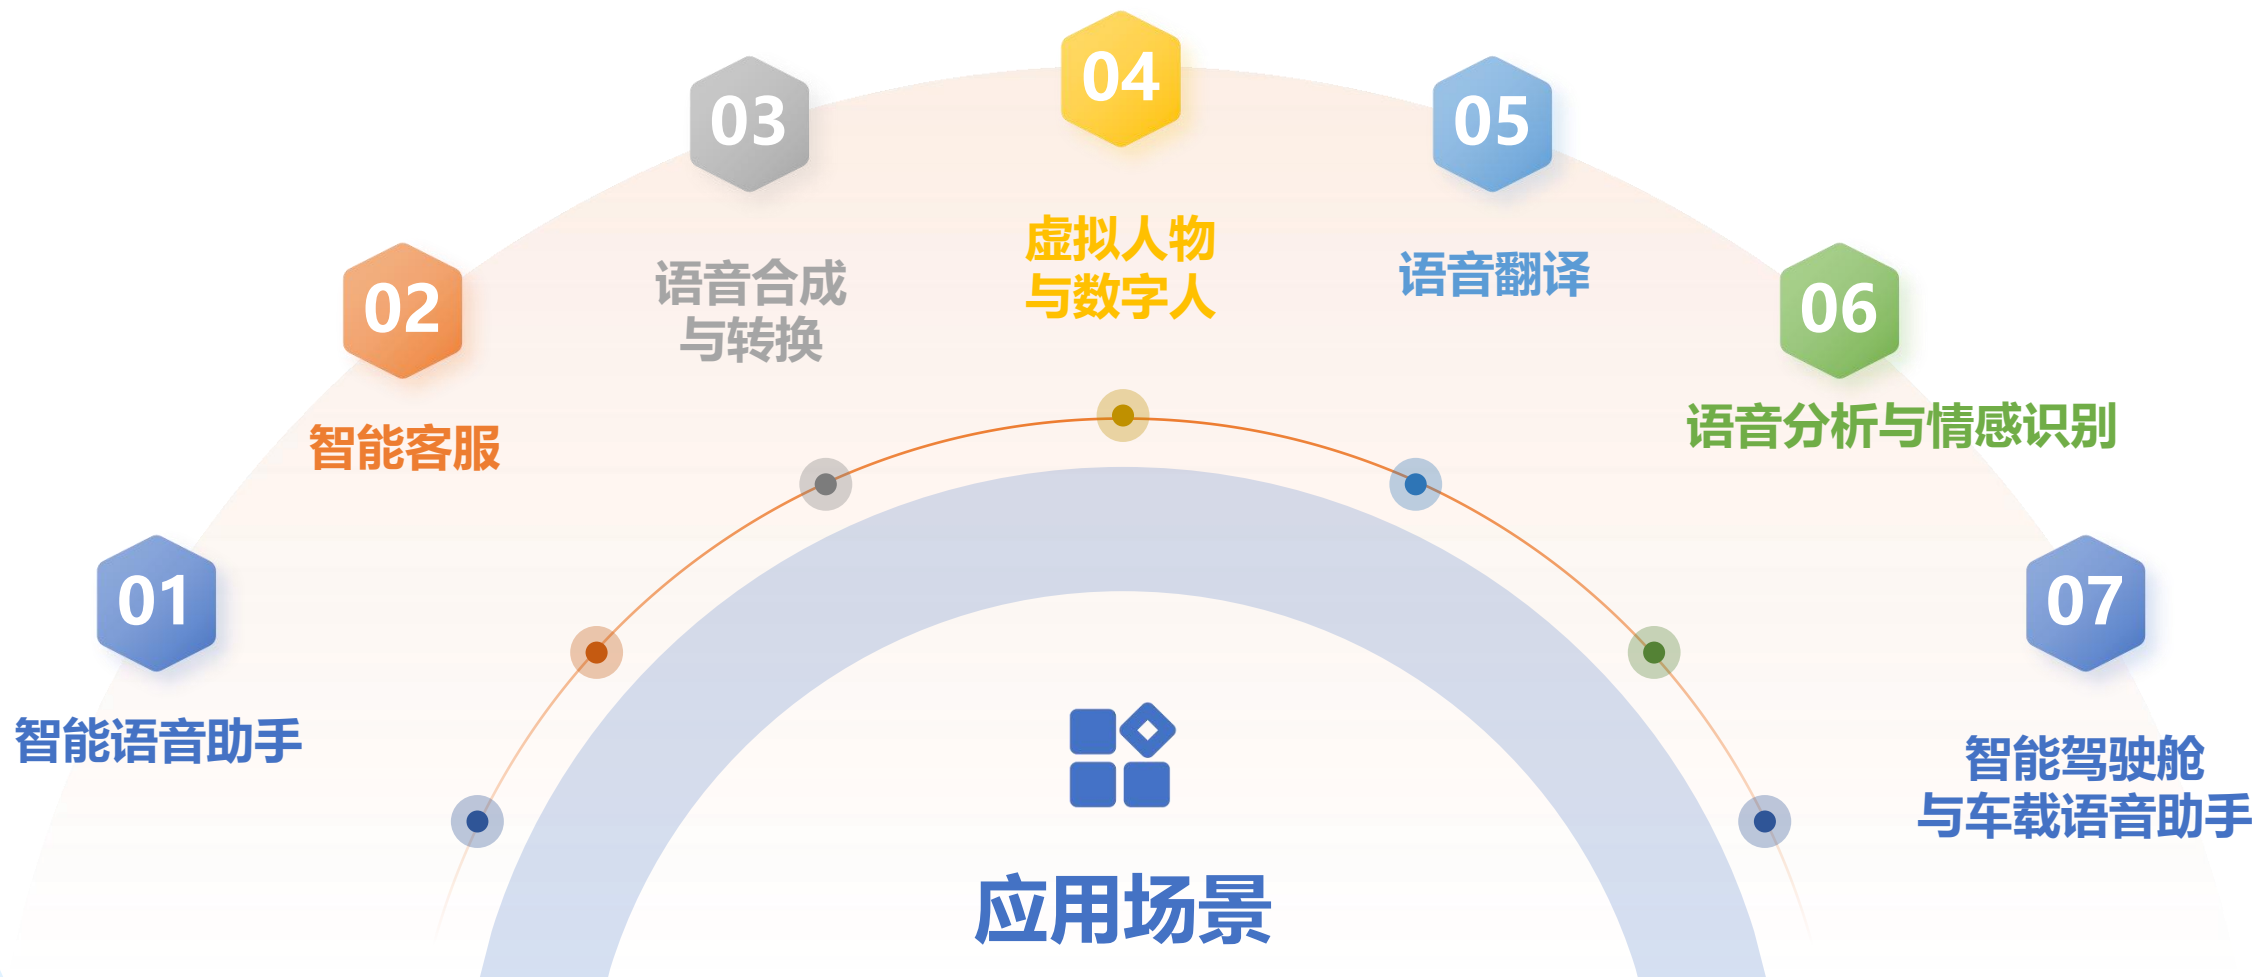 01
智能语音助手
02
智能客服
03
语音合成
与转换
04
虚拟人物
与数字人
05
语音翻译
06
语音分析与情感识别
07
智能驾驶舱
与车载语音助手
应用场景